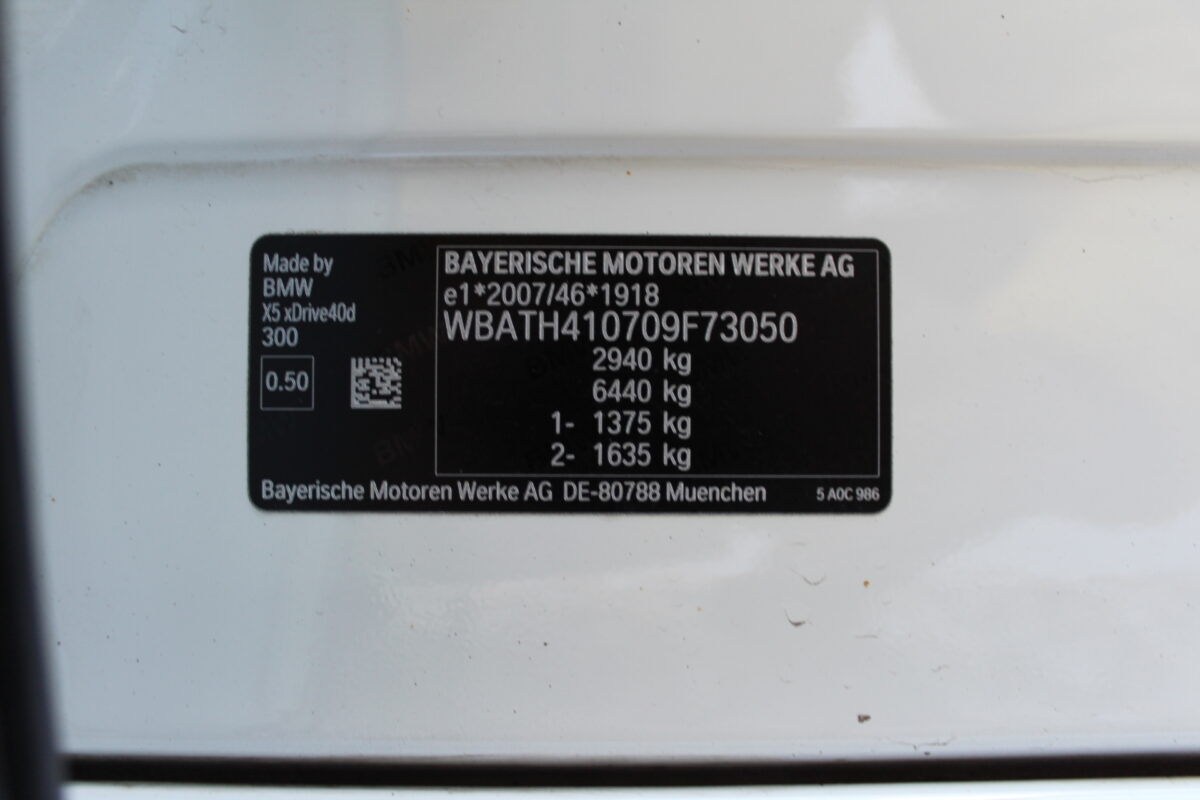 Made by
BMW
X5 xDrive40d
300
0.50
BAYERISCHE MOTOREN WERKE AG
e1*2007/46*1918
WBATH410709F73050
2940 kg
6440 kg
1- 1375 kg
2- 1635 kg
Bayerische Motoren Werke AG DE-80788 Muenchen
5 A0C 986